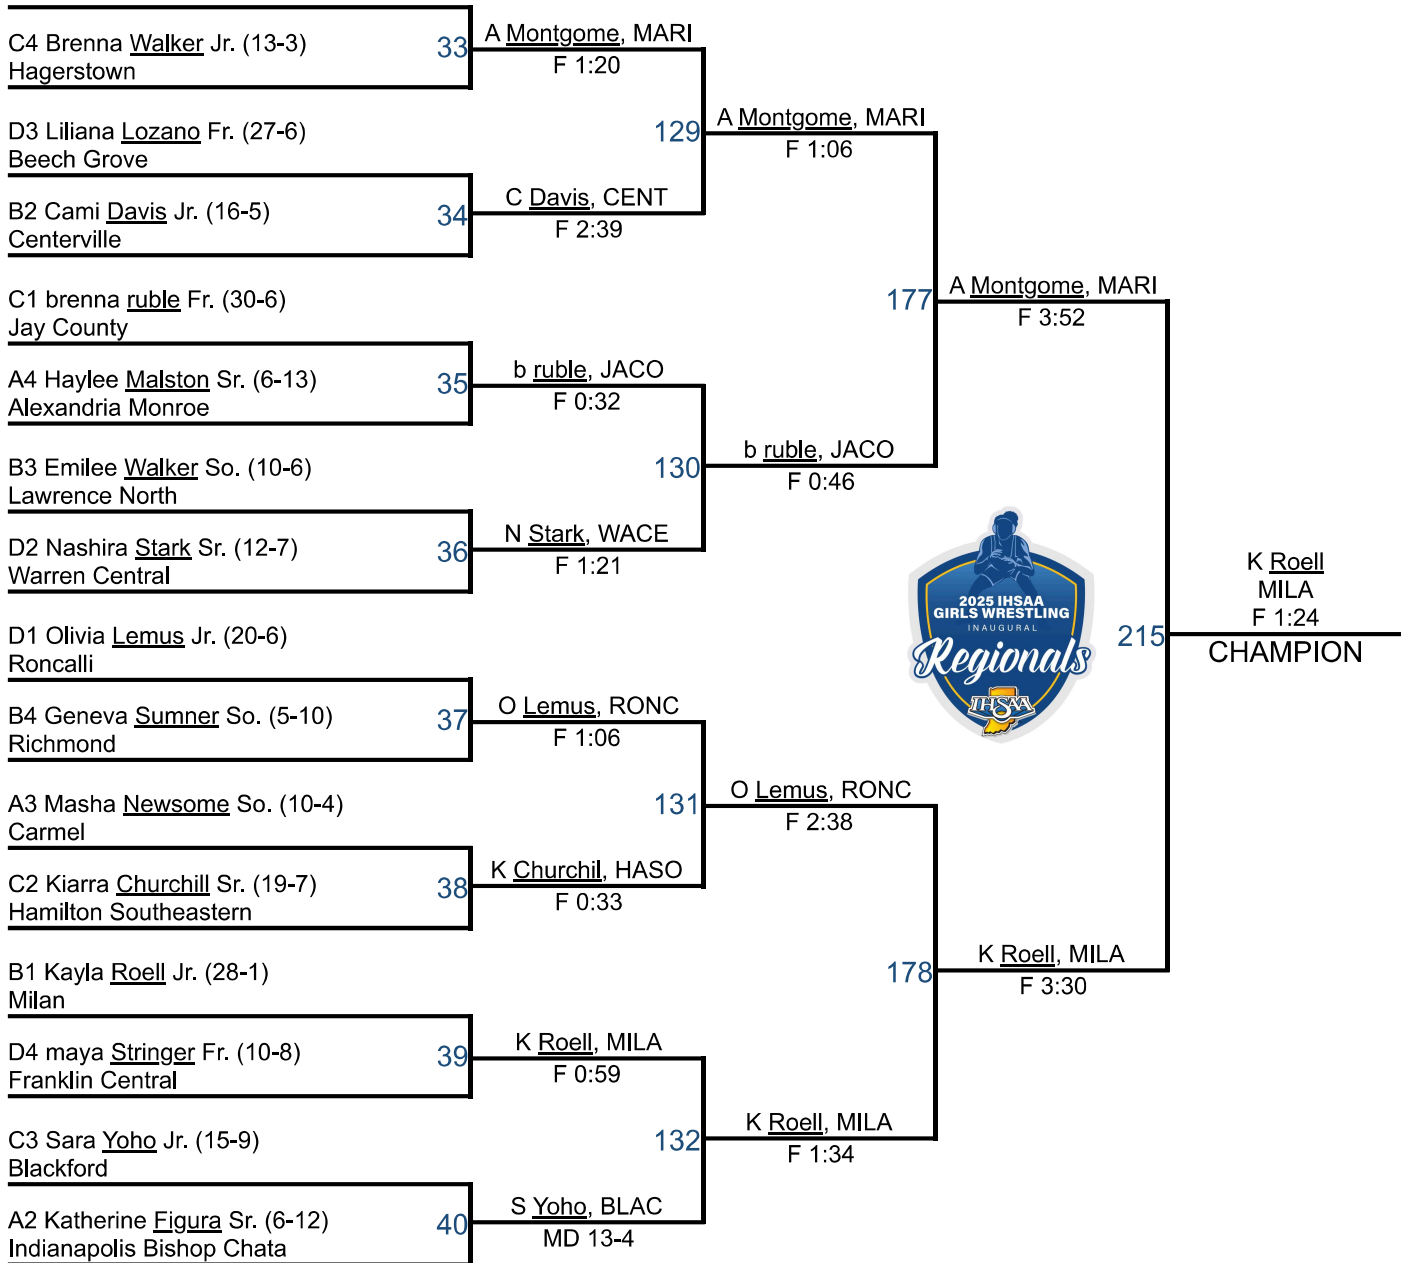 C4 Brenna Walker Jr. (13-3)
Hagerstown
33
A Montgome, MARI
F 1:20
D3 Liliana Lozano Fr. (27-6)
Beech Grove
129
A Montgome, MARI
F 1:06
B2 Cami Davis Jr. (16-5)
Centerville
34
C Davis, CENT
F 2:39
C1 brenna ruble Fr. (30-6)
Jay County
177
A Montgome, MARI
F 3:52
A4 Haylee Malston Sr. (6-13)
Alexandria Monroe
35
b ruble, JACO
F 0:32
B3 Emilee Walker So. (10-6)
Lawrence North
130
b ruble, JACO
F 0:46
D2 Nashira Stark Sr. (12-7)
Warren Central
36
N Stark, WACE
F 1:21
2025 IHSAA
GIRLS WRESTLING
INAUGURAL
Regionals
IHSAA
215
K Roell
MILA
F 1:24
CHAMPION
D1 Olivia Lemus Jr. (20-6)
Roncalli
B4 Geneva Sumner So. (5-10)
Richmond
37
O Lemus, RONC
F 1:06
A3 Masha Newsome So. (10-4)
Carmel
131
O Lemus, RONC
F 2:38
C2 Kiarra Churchill Sr. (19-7)
Hamilton Southeastern
38
K Churchil, HASO
F 0:33
B1 Kayla Roell Jr. (28-1)
Milan
178
K Roell, MILA
F 3:30
D4 maya Stringer Fr. (10-8)
Franklin Central
39
K Roell, MILA
F 0:59
C3 Sara Yoho Jr. (15-9)
Blackford
132
K Roell, MILA
F 1:34
A2 Katherine Figura Sr. (6-12)
Indianapolis Bishop Chata
40
S Yoho, BLAC
MD 13-4